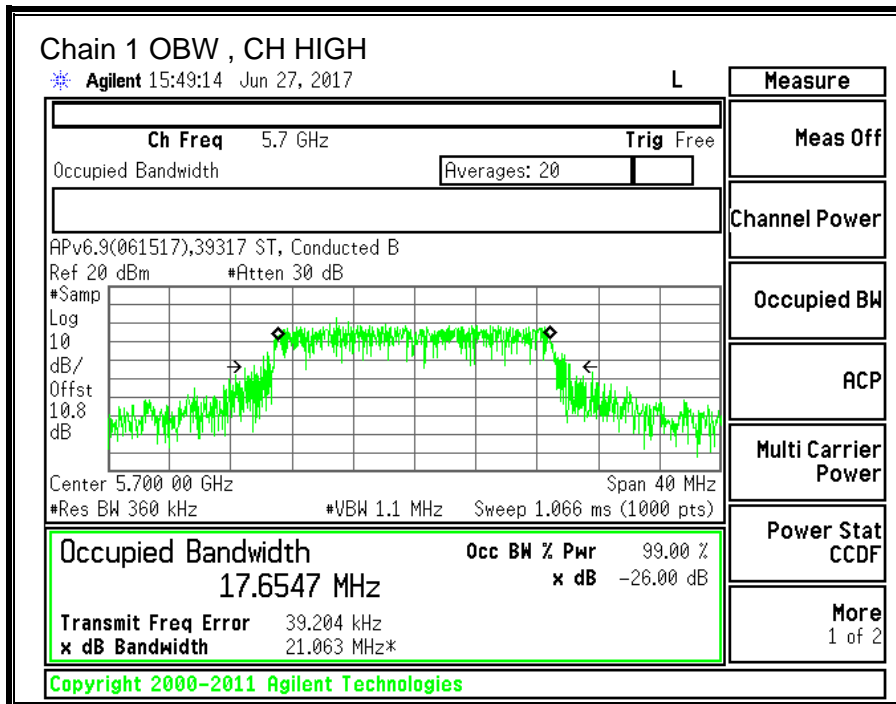 Chain 1 OBW , CH HIGH
Agilent 15:49:14 Jun 27, 2017 L
Measure
Ch Freq 5.7 GHz Trig Free
Occupied Bandwidth Averages: 20
APv6.9(061517),39317 ST, Conducted B
Ref 20 dBm #Atten 30 dB
#Samp
Log
10
dB/
Offst
10.8
dB
Center 5.700 00 GHz Span 40 MHz
#Res BW 360 kHz #VBW 1.1 MHz Sweep 1.066 ms (1000 pts)
Occupied Bandwidth Occ BW % Pwr 99.00 %
17.6547 MHz x dB -26.00 dB
Transmit Freq Error 39.204 kHz
x dB Bandwidth 21.063 MHz*
Copyright 2000-2011 Agilent Technologies
Meas Off
Channel Power
Occupied BW
ACP
Multi Carrier
Power
Power Stat
CCDF
More
1 of 2